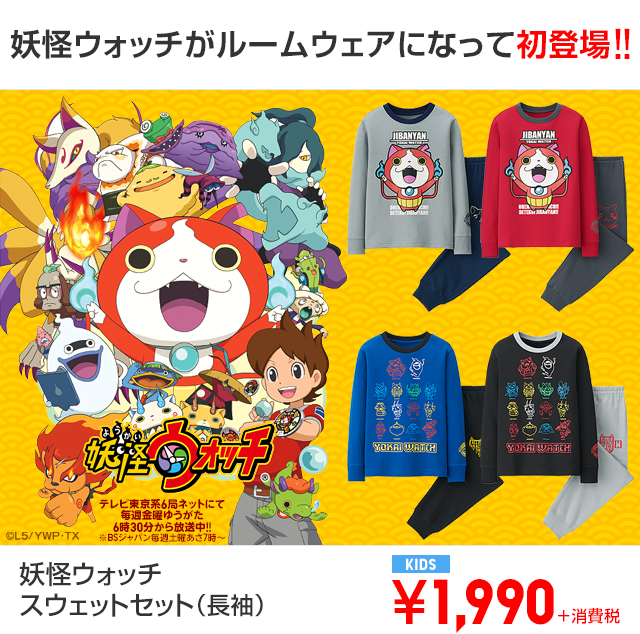 妖怪ウォッチがルームウェアになって初登場!!
JIBANYAN
YOKAI WATCH
JIBANYAN
YOKAI WATCH
ようかい
妖怪ウォッチ
テレビ東京系6局ネットにて
毎週金曜ゆうがた
6時30分から放送中!!
※BSジャパン毎週土曜あさ7時〜
©L5/YWP・TX
YOKAI WATCH
YOKAI WATCH
妖怪ウォッチ
スウェットセット(長袖)
KIDS
¥1,990+消費税